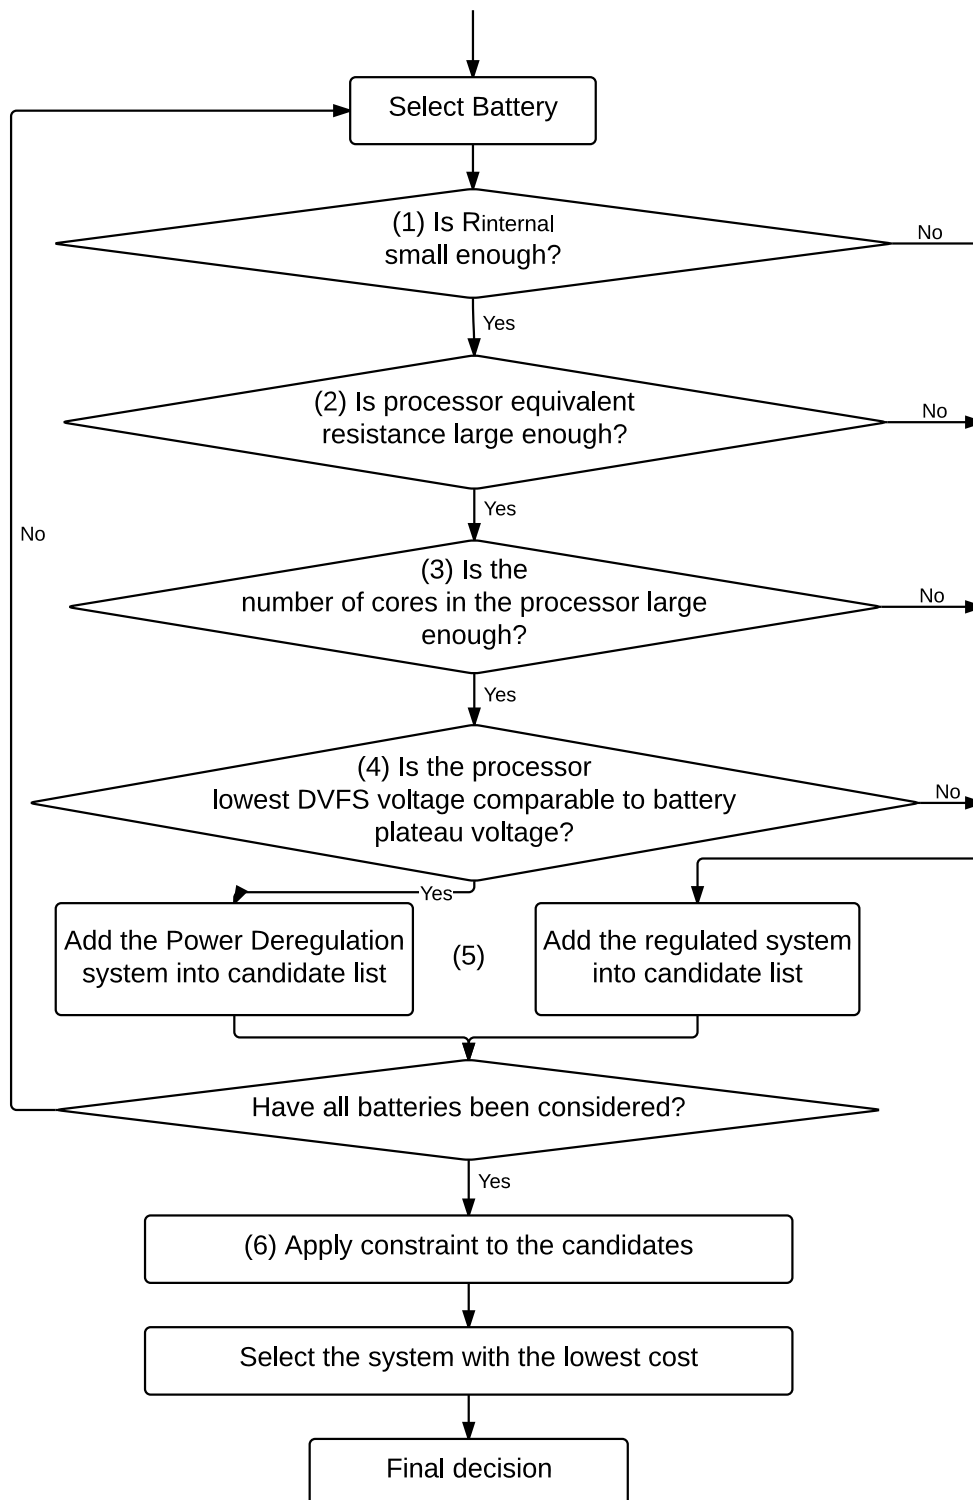 Select Battery
(1) Is Rinternal
small enough?
No
Yes
(2) Is processor equivalent
resistance large enough?
No
Yes
No
(3) Is the
number of cores in the processor large
enough?
No
Yes
(4) Is the processor
lowest DVFS voltage comparable to battery
plateau voltage?
No
Yes
Add the Power Deregulation
system into candidate list
(5)
Add the regulated system
into candidate list
Have all batteries been considered?
Yes
(6) Apply constraint to the candidates
Select the system with the lowest cost
Final decision